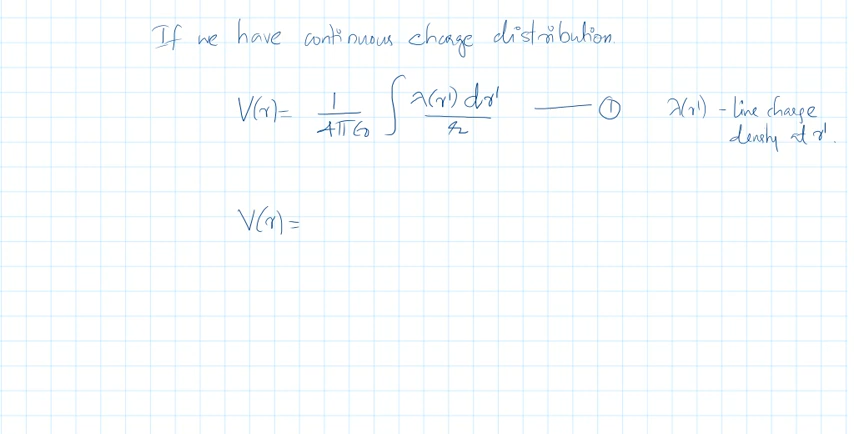 If we have continuous charge distribution.
V(r) = 1/4πϵ₀ ∫ λ(r') dr'/𝓇 —— ① λ(r') - line charge
density at r'.
V(r) =